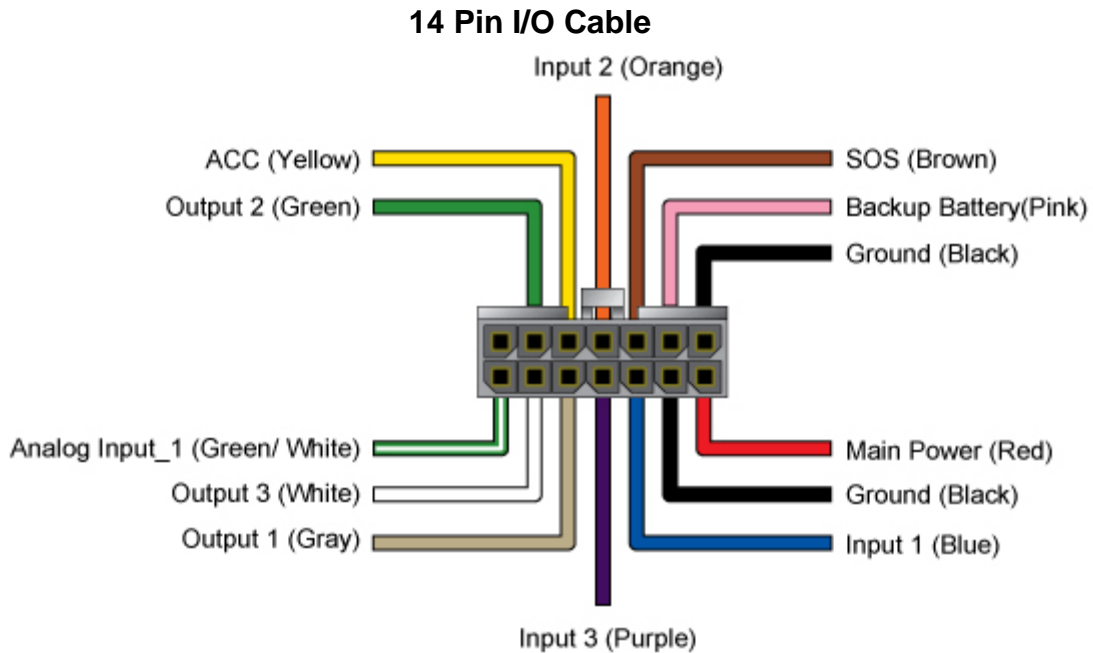 14 Pin I/O Cable
Input 2 (Orange)
ACC (Yellow)
SOS (Brown)
Output 2 (Green)
Backup Battery(Pink)
Ground (Black)
Analog Input_1 (Green/ White)
Main Power (Red)
Output 3 (White)
Ground (Black)
Output 1 (Gray)
Input 1 (Blue)
Input 3 (Purple)